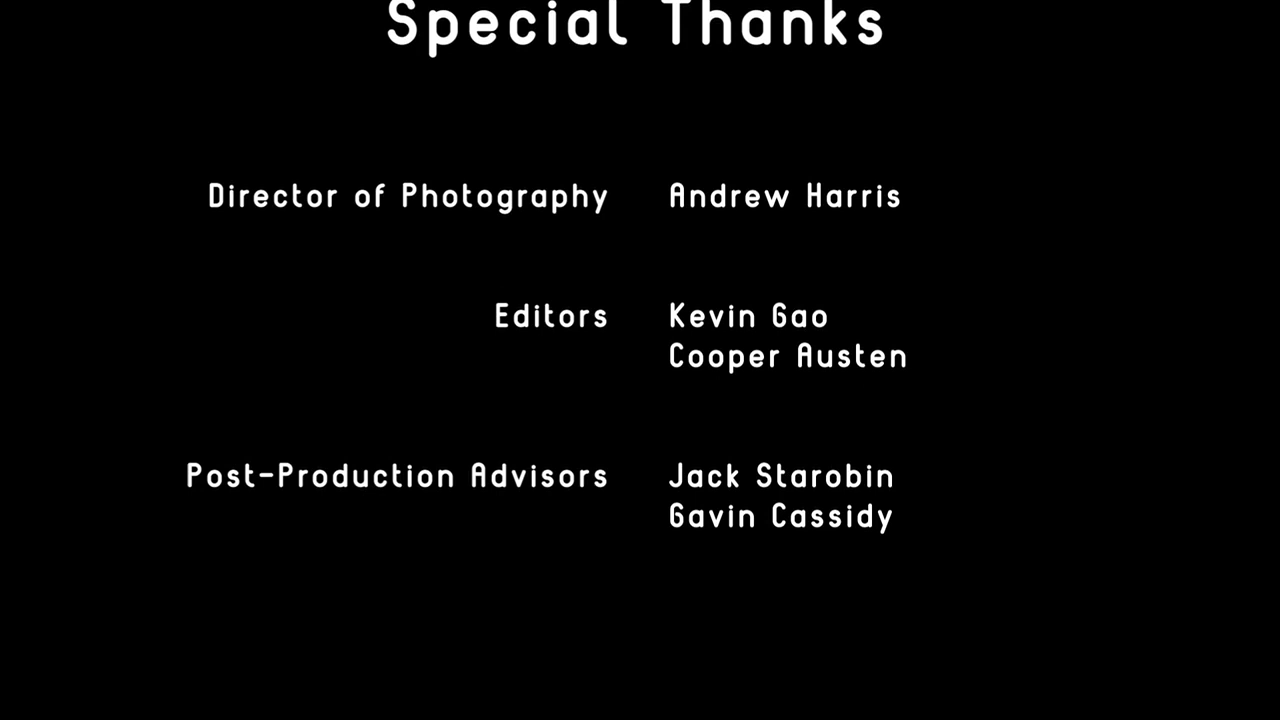 Special Thanks
Director of Photography Andrew Harris
Editors Kevin Gao
Cooper Austen
Post-Production Advisors Jack Starobin
Gavin Cassidy